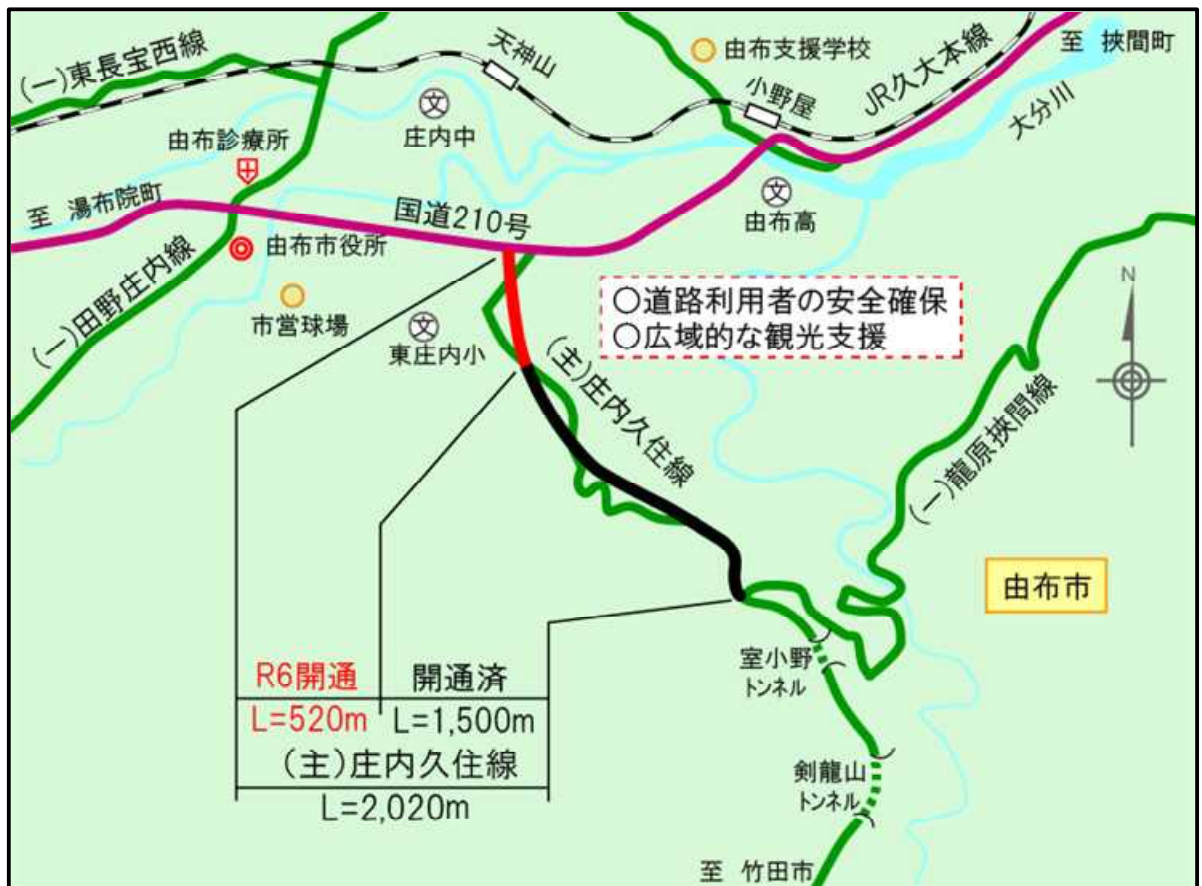 (一)東長宝西線
天神山
由布支援学校
至 挾間町
小野屋
JR久大本線
大分川
文
庄内中
由布診療所
至 湯布院町
国道210号
文
由布高
由布市役所
(一)田野庄内線
市営球場
文
東庄内小
○道路利用者の安全確保
○広域的な観光支援
N
(主)庄内久住線
(一)龍原挾間線
由布市
室小野
トンネル
R6開通
開通済
L=520m
L=1,500m
(主)庄内久住線
L=2,020m
剣龍山
トンネル
至 竹田市